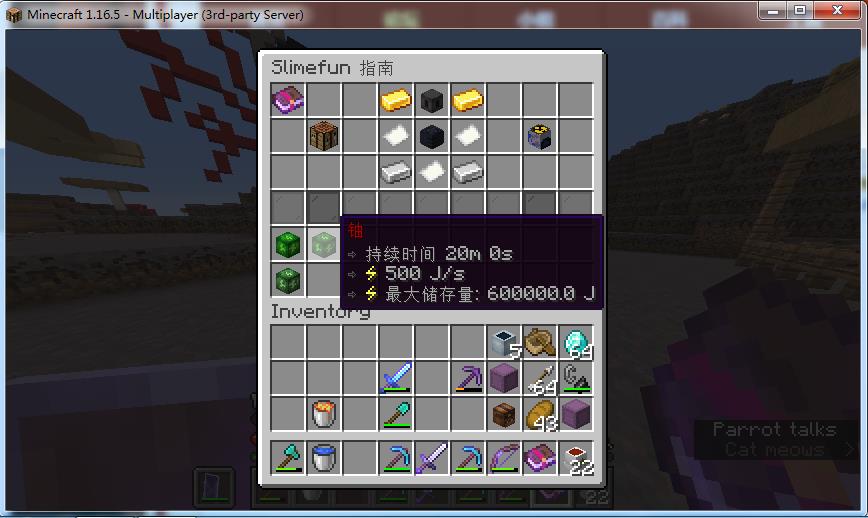 Minecraft 1.16.5 - Multiplayer (3rd-party Server)
Slimefun 指南
铀
⇨ 持续时间 20m 0s
⇨ ⚡ 500 J/s
⇨ ⚡ 最大储存量: 600000.0 J
Inventory
5
64
64
43
22
Parrot talks
Cat meows >
22